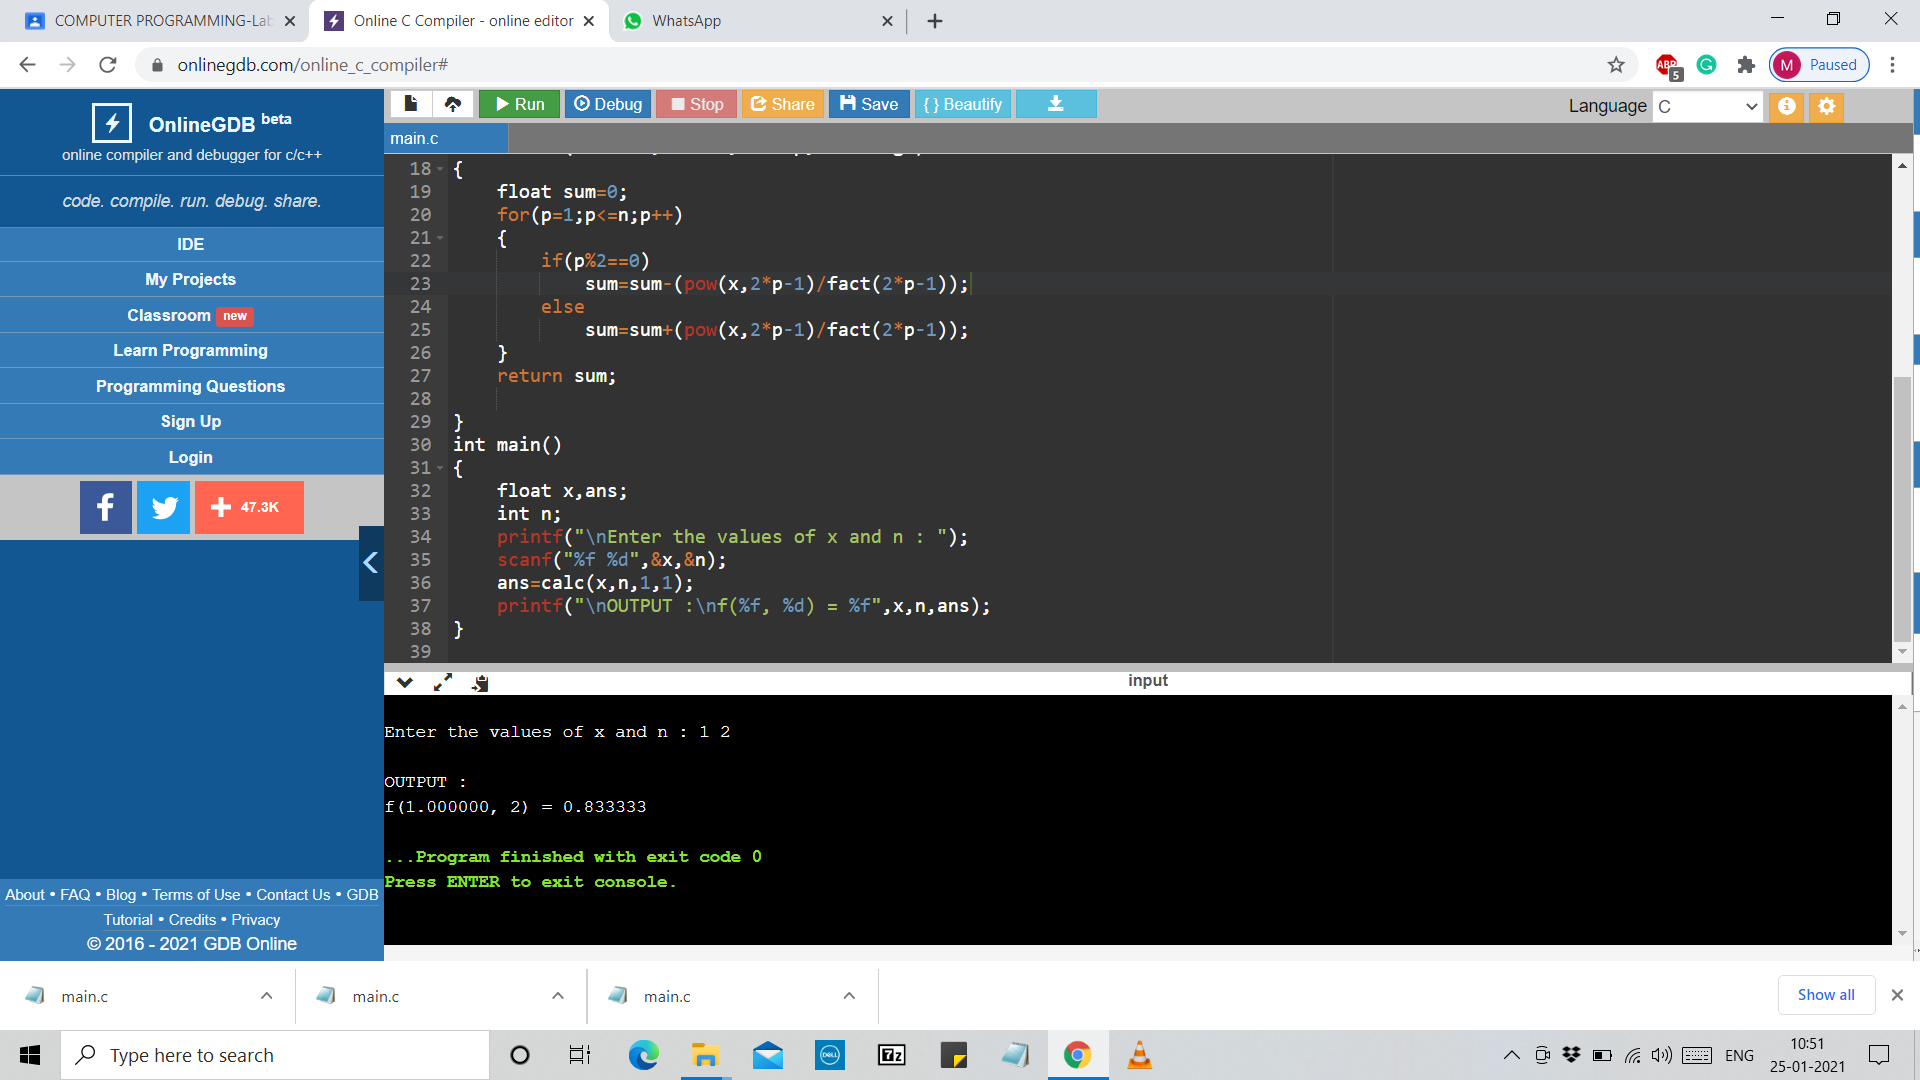 COMPUTER PROGRAMMING-Lab
Online C Compiler - online editor
WhatsApp
onlinegdb.com/online_c_compiler#
ABP
5
G
M Paused
OnlineGDB beta
online compiler and debugger for c/c++
code. compile. run. debug. share.
IDE
My Projects
Classroom new
Learn Programming
Programming Questions
Sign Up
Login
f
47.3K
About • FAQ • Blog • Terms of Use • Contact Us • GDB
Tutorial • Credits • Privacy
© 2016 - 2021 GDB Online
Run Debug Stop Share Save { } Beautify
Language C
main.c
18 {
19 float sum=0;
20 for(p=1;p<=n;p++)
21 {
22 if(p%2==0)
23 sum=sum-(pow(x,2*p-1)/fact(2*p-1));
24 else
25 sum=sum+(pow(x,2*p-1)/fact(2*p-1));
26 }
27 return sum;
28
29 }
30 int main()
31 {
32 float x,ans;
33 int n;
34 printf("\nEnter the values of x and n : ");
35 scanf("%f %d",&x,&n);
36 ans=calc(x,n,1,1);
37 printf("\nOUTPUT :\nf(%f, %d) = %f",x,n,ans);
38 }
39
input
Enter the values of x and n : 1 2
OUTPUT :
f(1.000000, 2) = 0.833333
...Program finished with exit code 0
Press ENTER to exit console.
main.c
main.c
main.c
Show all
Type here to search
DELL
7z
ENG
10:51
25-01-2021